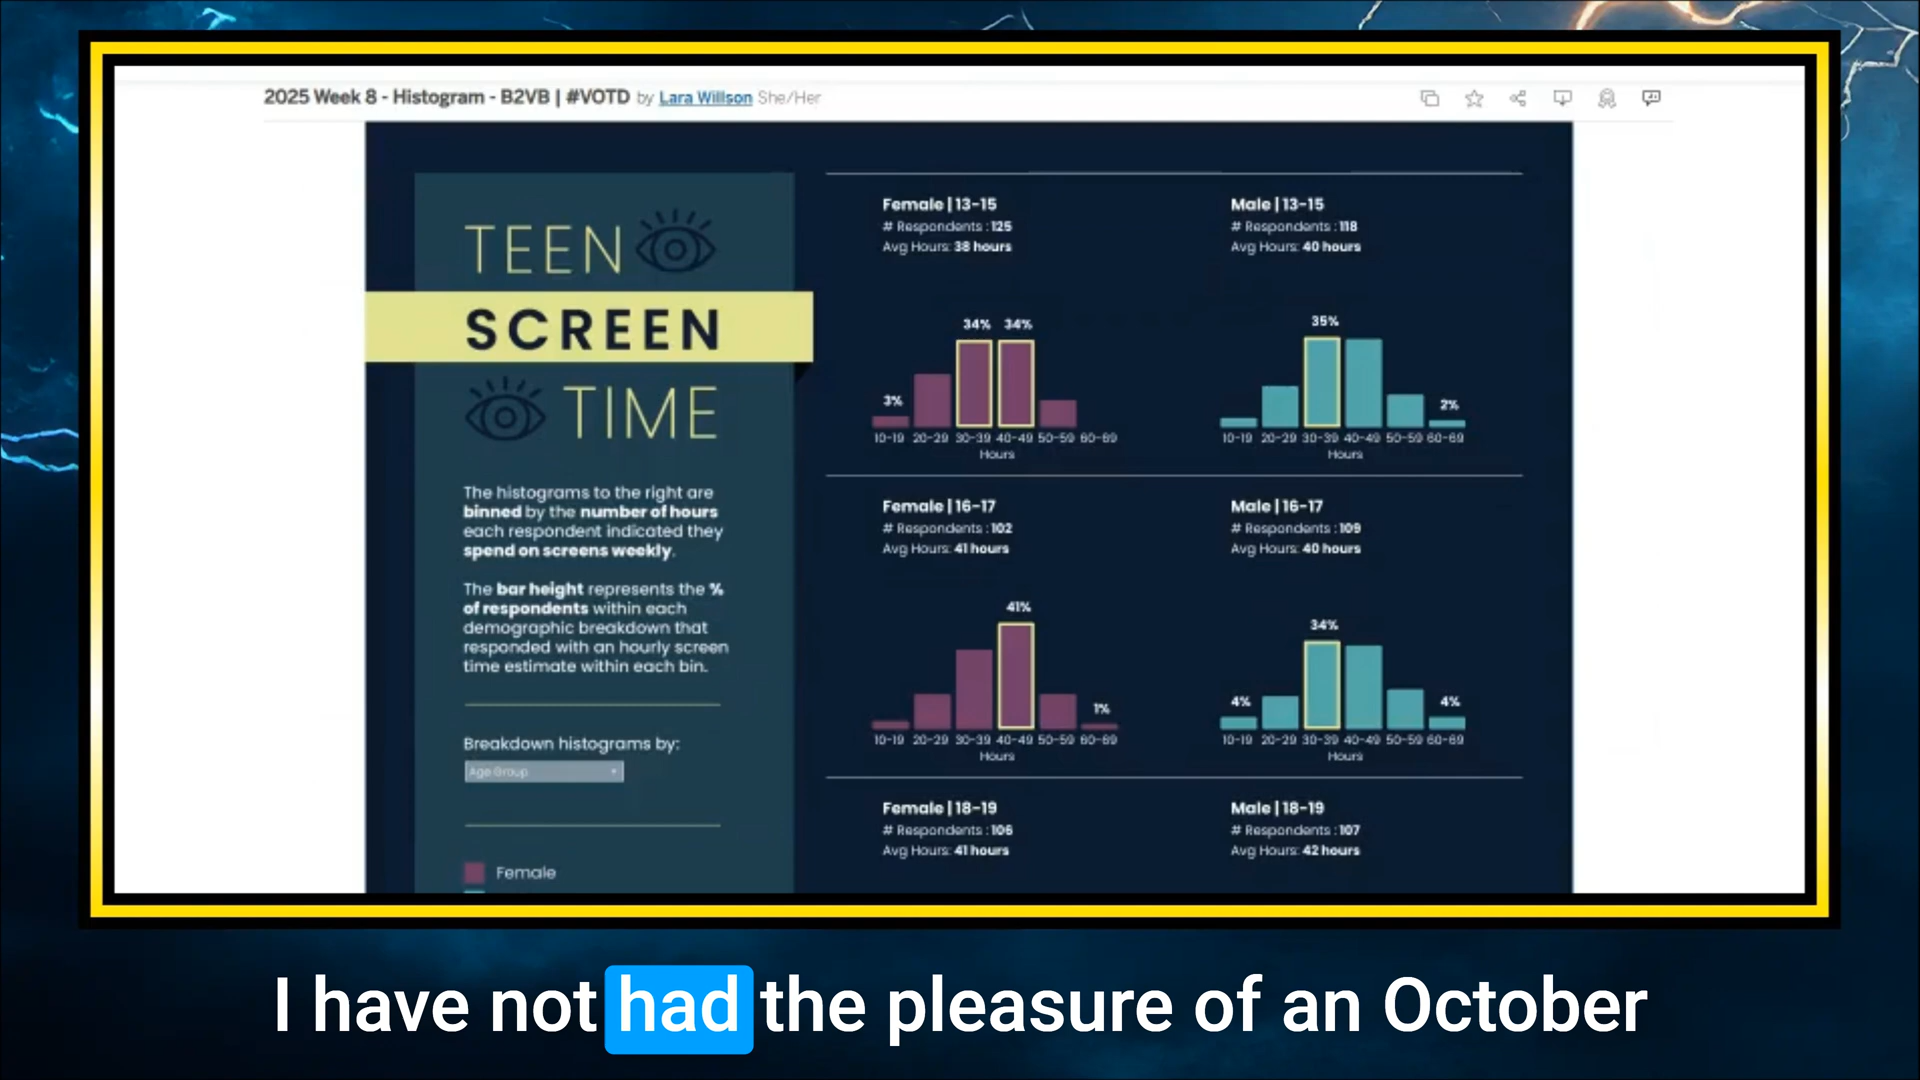 2025 Week 8 - Histogram - B2VB | #VOTD by Lara Willson She/Her
TEEN
SCREEN
TIME
The histograms to the right are
binned by the number of hours
each respondent indicated they
spend on screens weekly.
The bar height represents the %
of respondents within each
demographic breakdown that
responded with an hourly screen
time estimate within each bin.
Breakdown histograms by:
Age Group
Female
Female | 13-15
# Respondents : 125
Avg Hours: 38 hours
3%
34% 34%
10-19 20-29 30-39 40-49 50-59 60-69
Hours
Male | 13-15
# Respondents : 118
Avg Hours: 40 hours
35%
2%
10-19 20-29 30-39 40-49 50-59 60-69
Hours
Female | 16-17
# Respondents : 102
Avg Hours: 41 hours
41%
1%
10-19 20-29 30-39 40-49 50-59 60-69
Hours
Male | 16-17
# Respondents : 109
Avg Hours: 40 hours
4%
34%
4%
10-19 20-29 30-39 40-49 50-59 60-69
Hours
Female | 18-19
# Respondents : 106
Avg Hours: 41 hours
Male | 18-19
# Respondents : 107
Avg Hours: 42 hours
I have not had the pleasure of an October